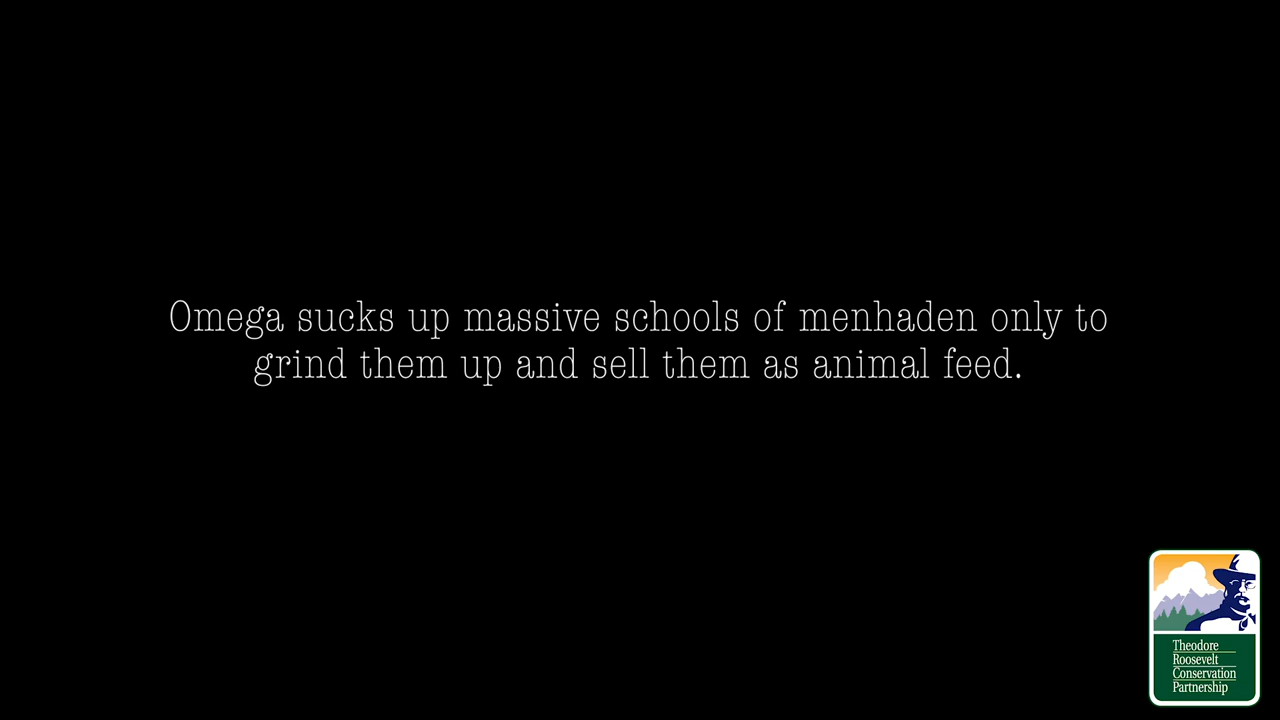 Omega sucks up massive schools of menhaden only to
grind them up and sell them as animal feed.
Theodore
Roosevelt
Conservation
Partnership